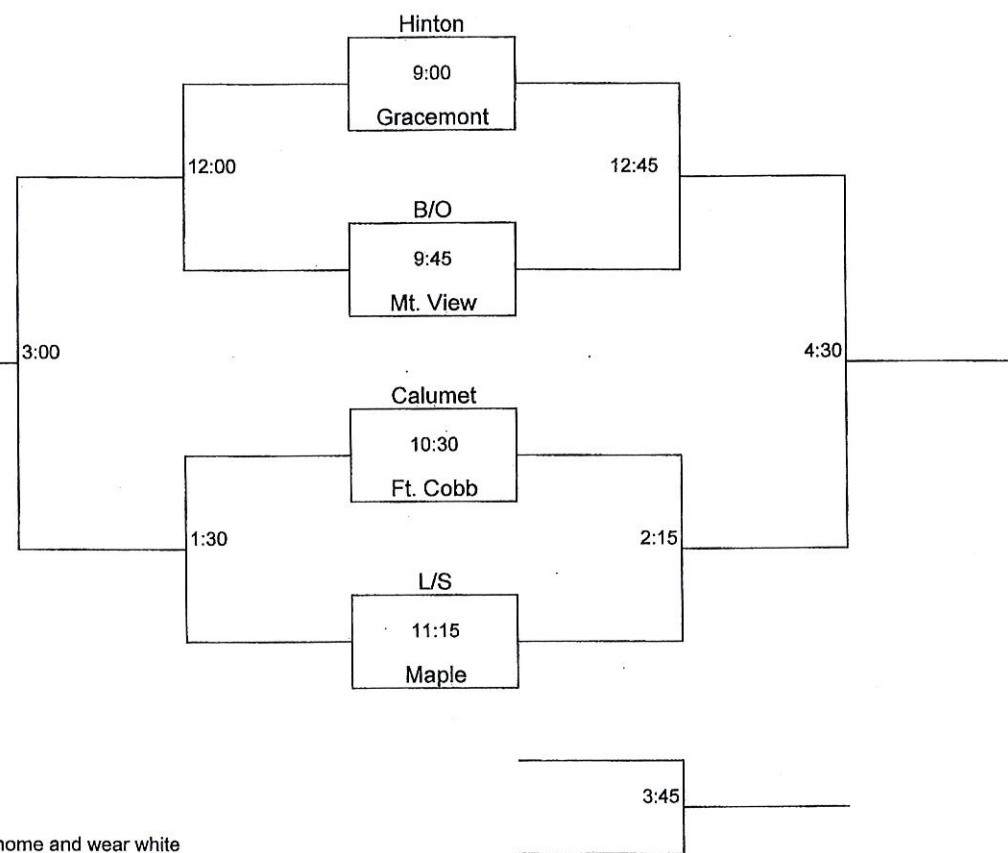 Hinton
9:00
Gracemont
12:00
12:45
B/O
9:45
Mt. View
3:00
4:30
Calumet
10:30
Ft. Cobb
1:30
2:15
L/S
11:15
Maple
3:45
home and wear white